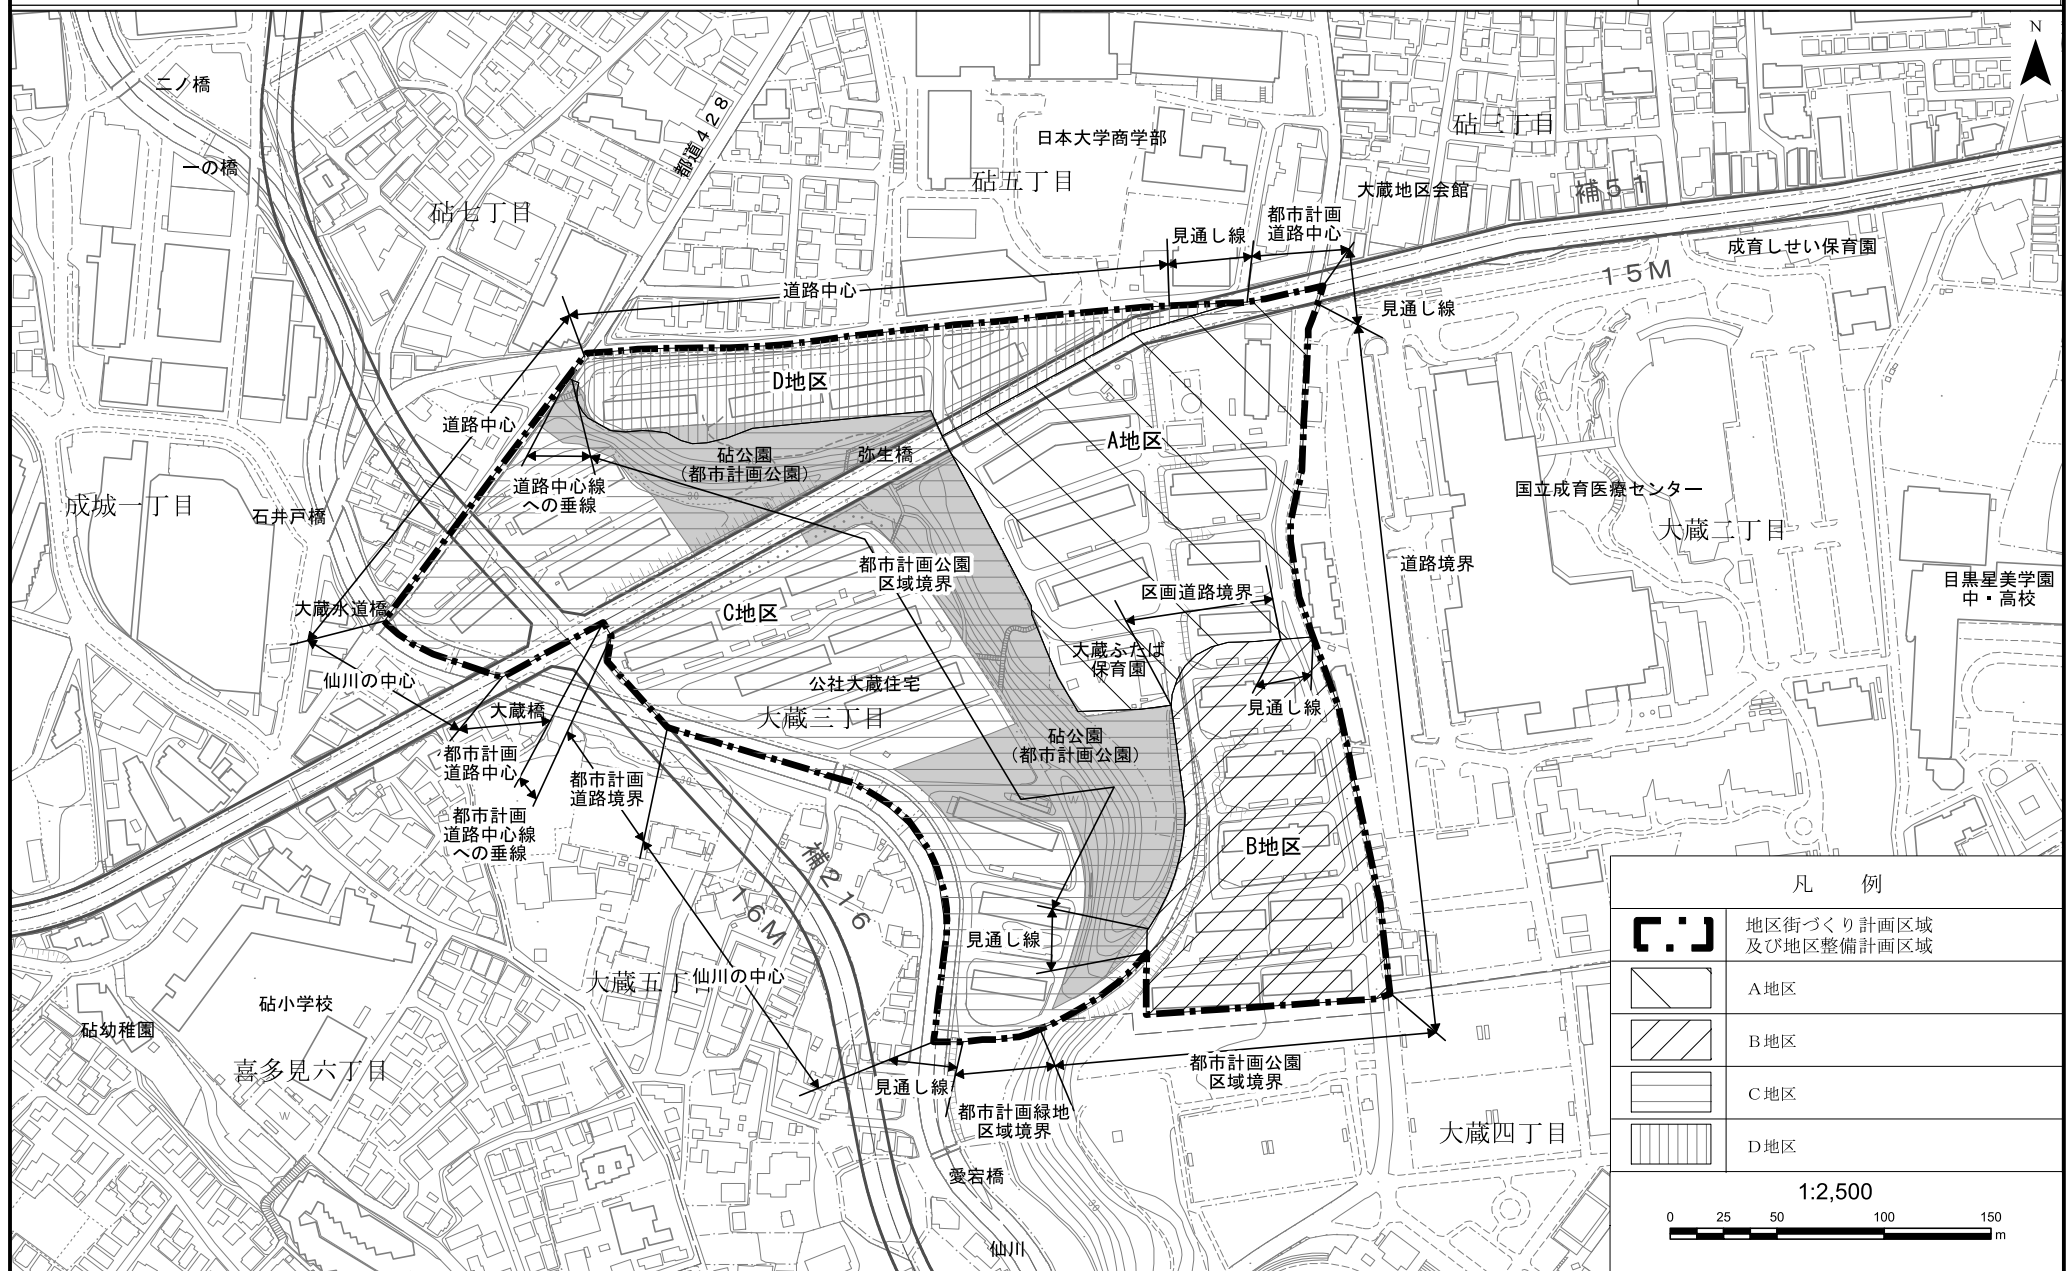 N
二ノ橋
一の橋
都道428
砧七丁目
日本大学商学部
砧五丁目
砧三丁目
大蔵地区会館
補51
15M
成育しせい保育園
都市計画
道路中心
見通し線
道路中心
見通し線
D地区
道路中心
砧公園
(都市計画公園)
弥生橋
A地区
道路中心線
への垂線
成城一丁目
石井戸橋
国立成育医療センター
大蔵二丁目
都市計画公園
区域境界
区画道路境界
道路境界
目黒星美学園
中・高校
大蔵水道橋
C地区
大蔵ふたば
保育園
仙川の中心
公社大蔵住宅
大蔵三丁目
見通し線
大蔵橋
砧公園
(都市計画公園)
都市計画
道路中心
都市計画
道路境界
都市計画
道路中心線
への垂線
補216
16M
B地区
見通し線
大蔵五丁
仙川の中心
砧小学校
砧幼稚園
喜多見六丁目
見通し線
都市計画公園
区域境界
都市計画緑地
区域境界
大蔵四丁目
愛宕橋
仙川
凡 例
地区街づくり計画区域
及び地区整備計画区域
A地区
B地区
C地区
D地区
1:2,500
0 25 50 100 150
m